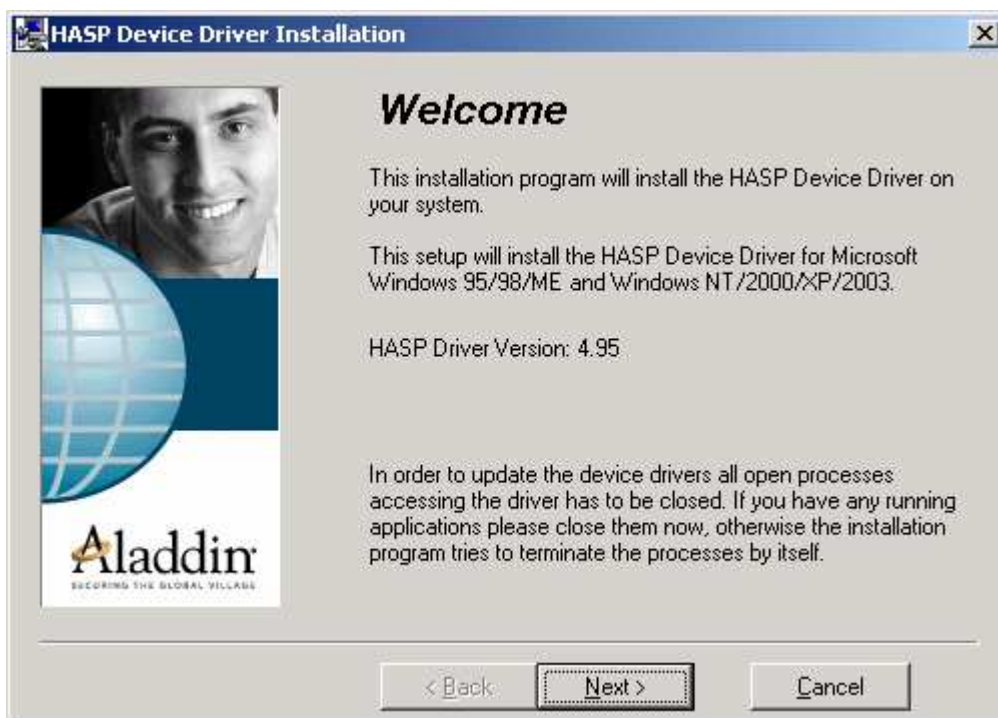 HASP Device Driver Installation
Welcome
This installation program will install the HASP Device Driver on
your system.
This setup will install the HASP Device Driver for Microsoft
Windows 95/98/ME and Windows NT/2000/XP/2003.
HASP Driver Version: 4.95
In order to update the device drivers all open processes
accessing the driver has to be closed. If you have any running
applications please close them now, otherwise the installation
program tries to terminate the processes by itself.
Aladdin
SECURING THE GLOBAL VILLAGE
< Back
Next >
Cancel